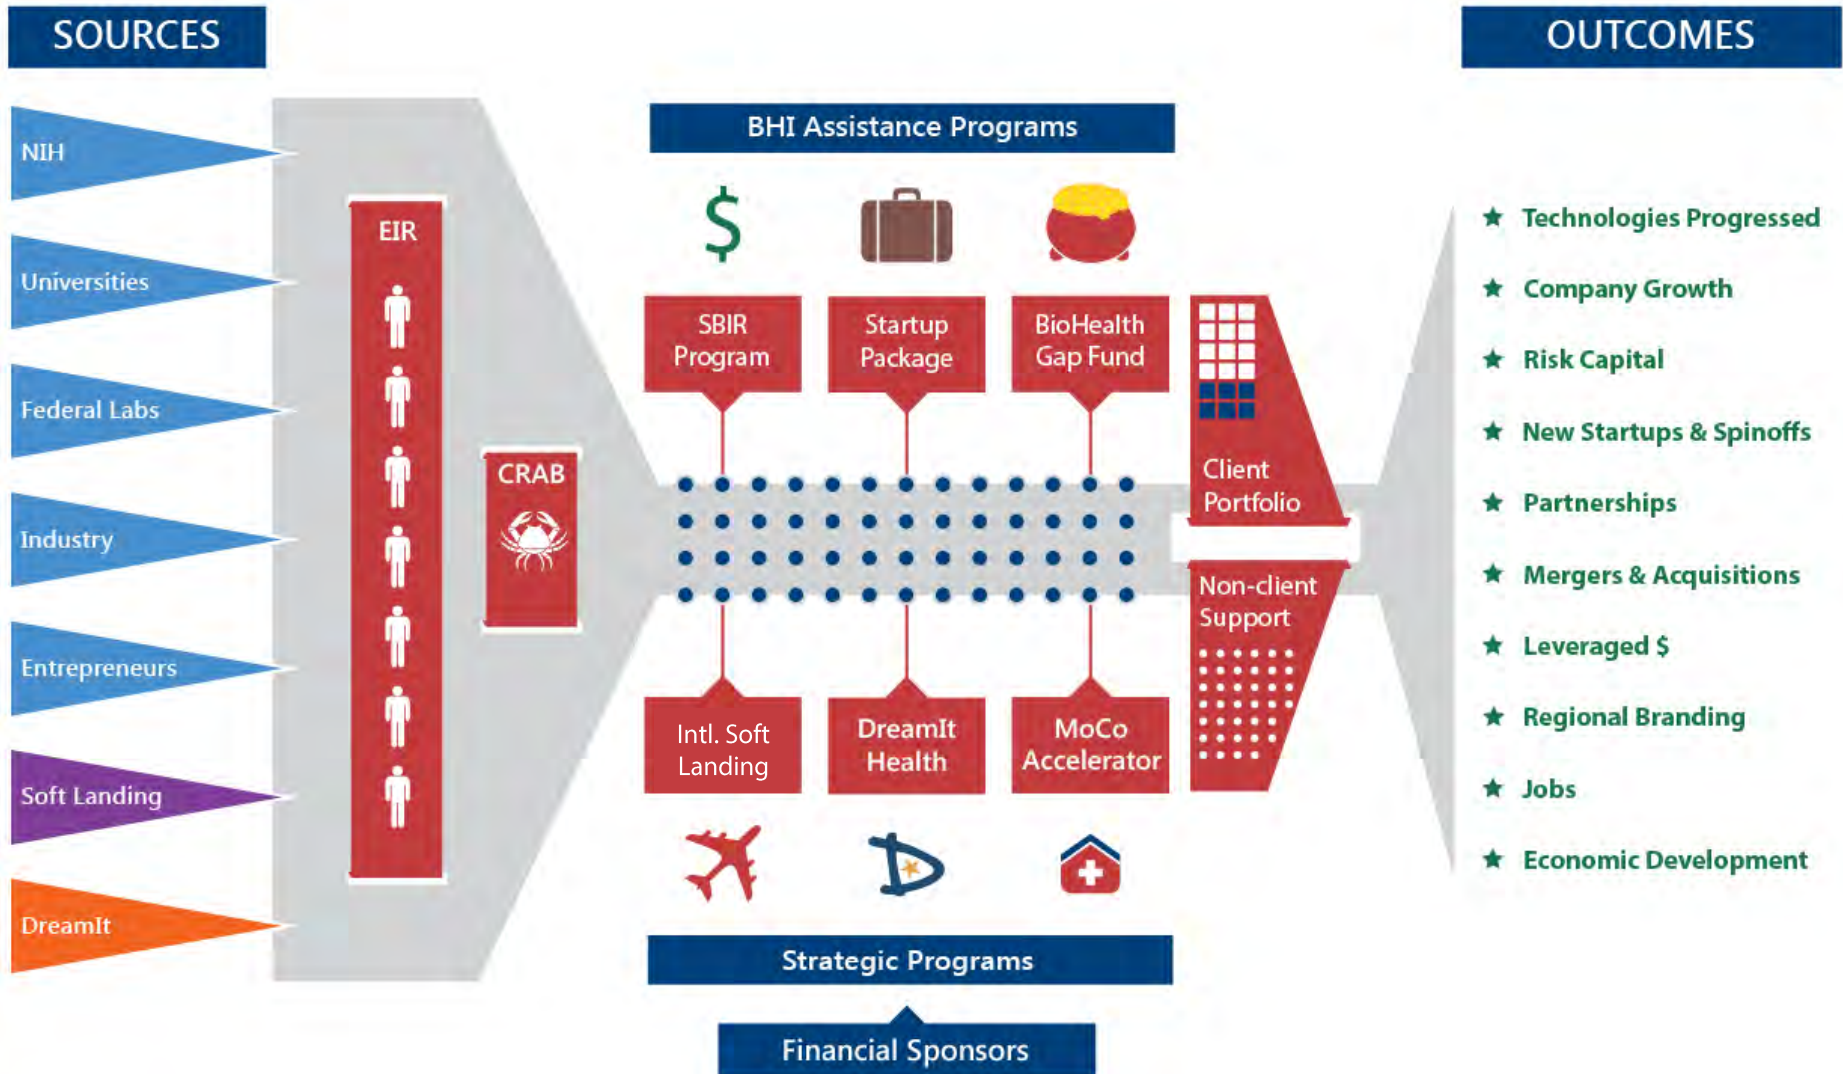 SOURCES
NIH
Universities
Federal Labs
Industry
Entrepreneurs
Soft Landing
DreamIt
EIR
CRAB
BHI Assistance Programs
SBIR
Program
Startup
Package
BioHealth
Gap Fund
Client
Portfolio
Non-client
Support
Intl. Soft
Landing
DreamIt
Health
MoCo
Accelerator
Strategic Programs
Financial Sponsors
OUTCOMES
Technologies Progressed
Company Growth
Risk Capital
New Startups & Spinoffs
Partnerships
Mergers & Acquisitions
Leveraged $
Regional Branding
Jobs
Economic Development